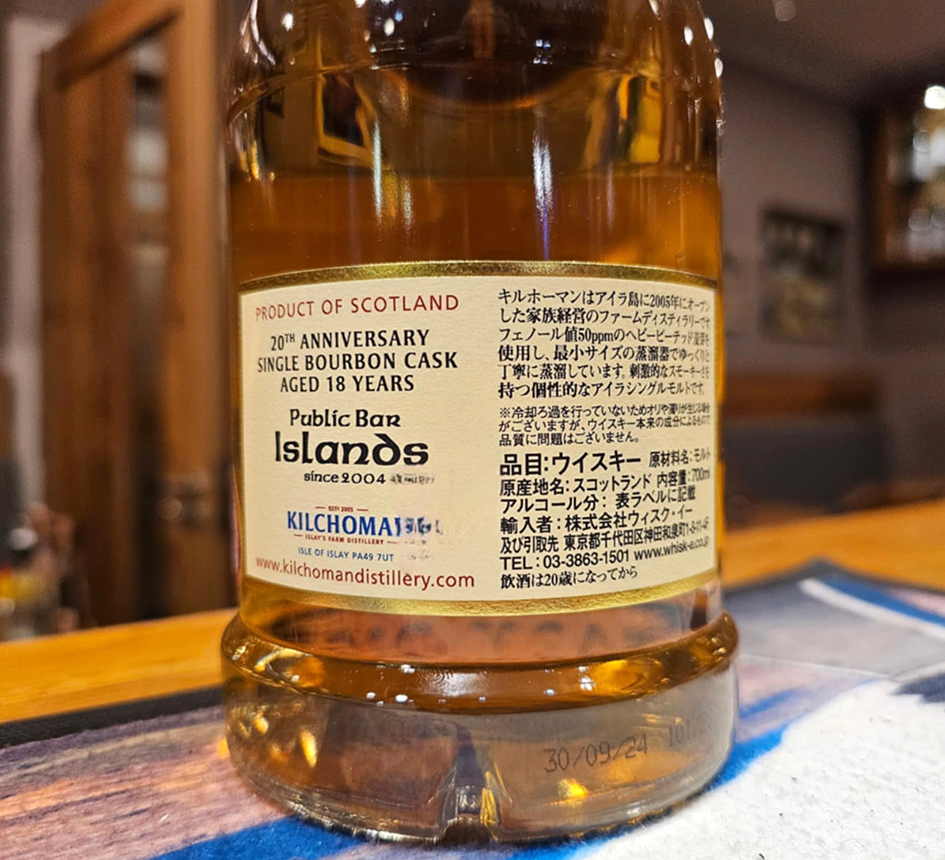 PRODUCT OF SCOTLAND
20TH ANNIVERSARY
SINGLE BOURBON CASK
AGED 18 YEARS
Public Bar
Islands
since 2004
EST 2005
KILCHOMA
ISLAY'S FARM DISTILLERY
ISLE OF ISLAY PA49 7UT
www.kilchomandistillery.com
キルホーマンはアイラ島に2005年にオープン
した家族経営のファームディスティラリーです
フェノール値50ppmのヘビーピーテッド
使用し、最小サイズの蒸溜器でゆっくりと
丁寧に蒸溜しています。刺激的なスモーキーさを
持つ個性的なアイラシングルモルトです。
※冷却ろ過を行っていないためオリや濁りが生じる場合
がございますが、ウイスキー本来の成分によるもので
品質に問題はございません。
品目:ウイスキー 原材料名:モルト
原産地名:スコットランド 内容量:700ml
アルコール分: 表ラベルに記載
輸入者:株式会社ウィスク・イー
及び引取先 東京都千代田区神田和泉町1-8-11-4F
TEL:03-3863-1501 www.whisk-e.co.jp
飲酒は20歳になってから
30/09/24